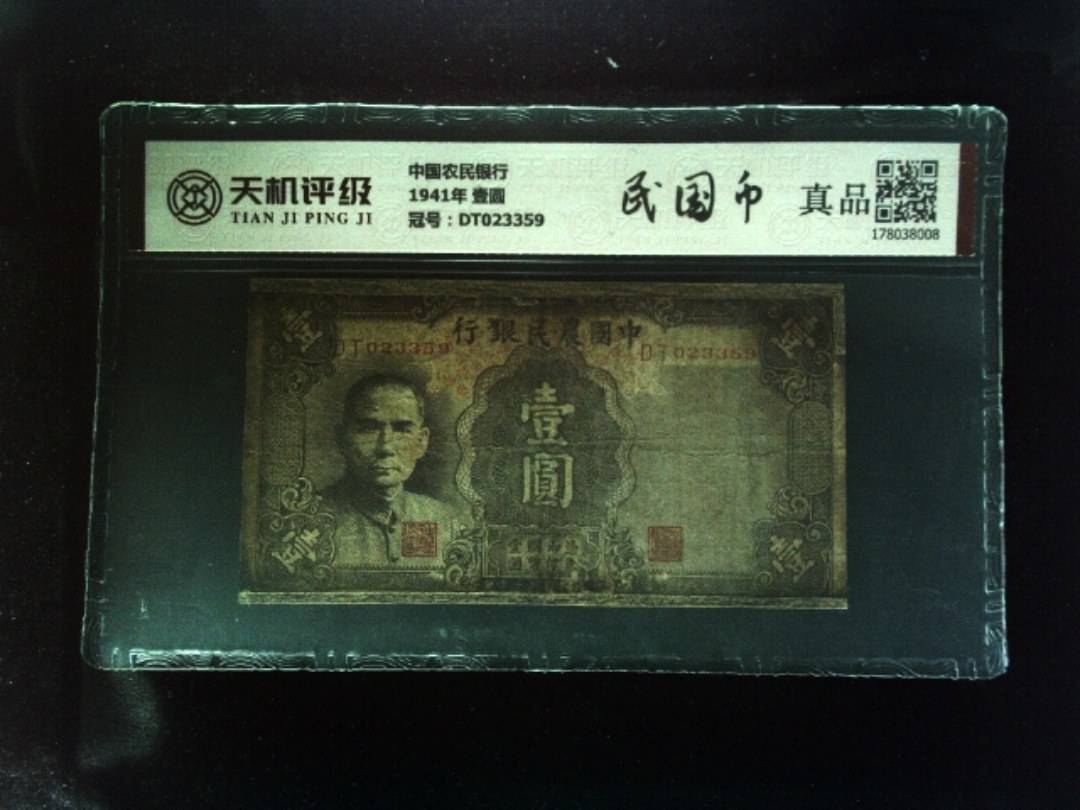 天机评级
TIAN JI PING JI
中国农民银行
1941年 壹圆
冠号：DT023359
民国币
真品
178038008
行銀民農國中
DT023359
DT023359
壹
壹
壹圓
壹
壹